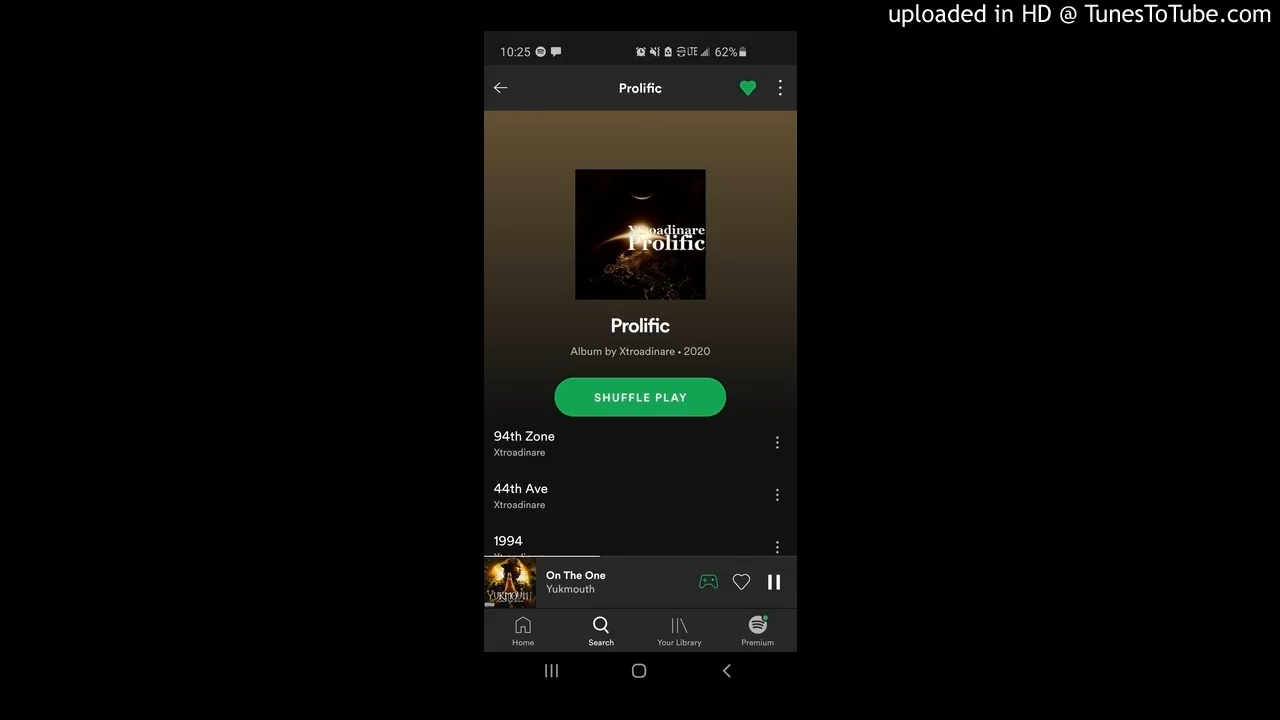 uploaded in HD @ TunesToTube.com
10:25
LTE 62%
Prolific
Xtroadinare
Prolific
Prolific
Album by Xtroadinare • 2020
SHUFFLE PLAY
94th Zone
Xtroadinare
44th Ave
Xtroadinare
1994
YUKMOUTH
On The One
Yukmouth
Home
Search
Your Library
Premium